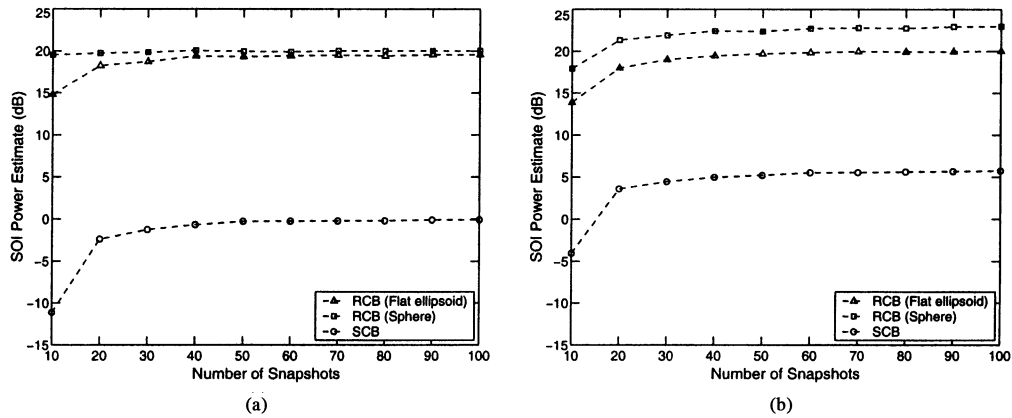 25
20
15
10
5
0
−5
−10
−15
SOI Power Estimate (dB)
RCB (Flat ellipsoid)
RCB (Sphere)
SCB
10 20 30 40 50 60 70 80 90 100
Number of Snapshots
(a)
25
20
15
10
5
0
−5
−10
−15
SOI Power Estimate (dB)
RCB (Flat ellipsoid)
RCB (Sphere)
SCB
10 20 30 40 50 60 70 80 90 100
Number of Snapshots
(b)